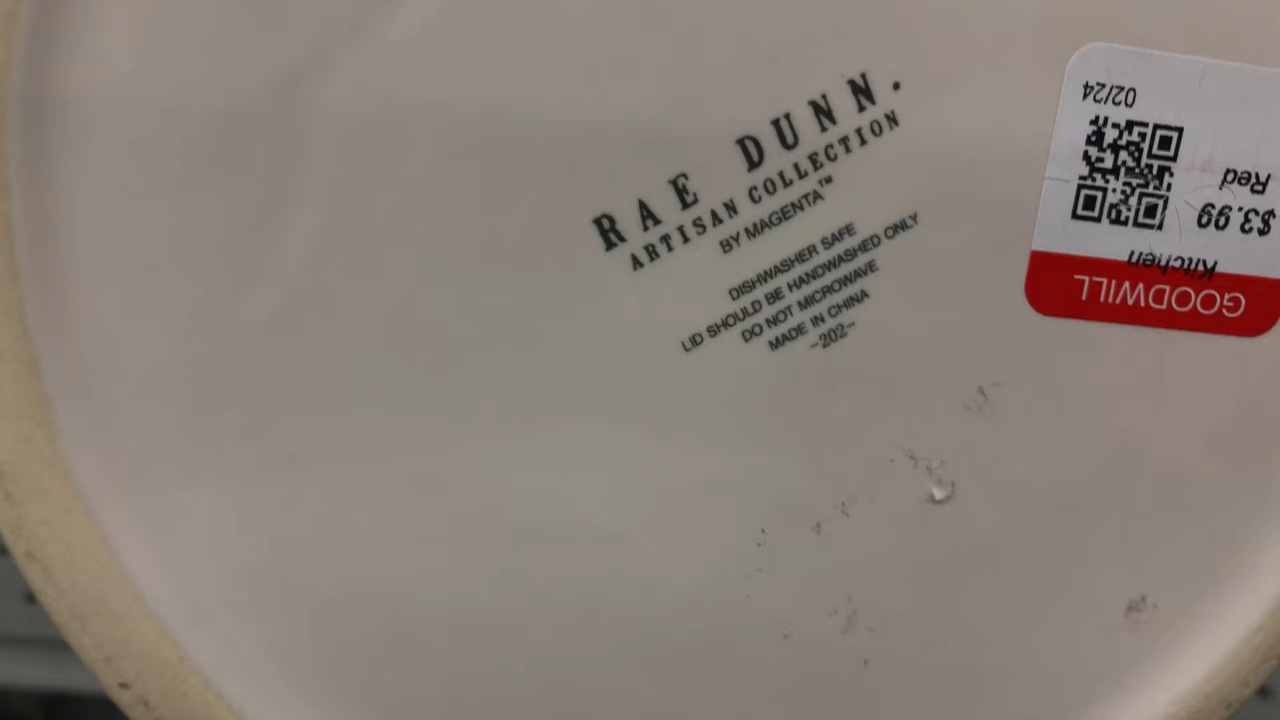 RAE DUNN.
ARTISAN COLLECTION
BY MAGENTA™
DISHWASHER SAFE
LID SHOULD BE HANDWASHED ONLY
DO NOT MICROWAVE
MADE IN CHINA
-202-
GOODWILL
Kitchen
$3.99
Red
02/24